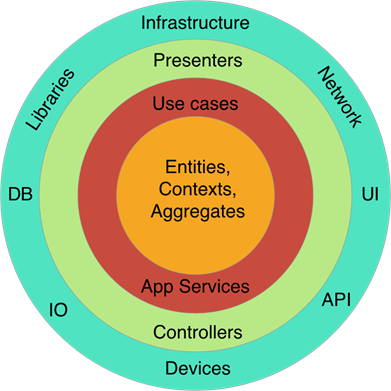 Infrastructure
Presenters
Libraries
Network
Use cases
Entities,
Contexts,
Aggregates
DB
UI
App Services
IO
API
Controllers
Devices